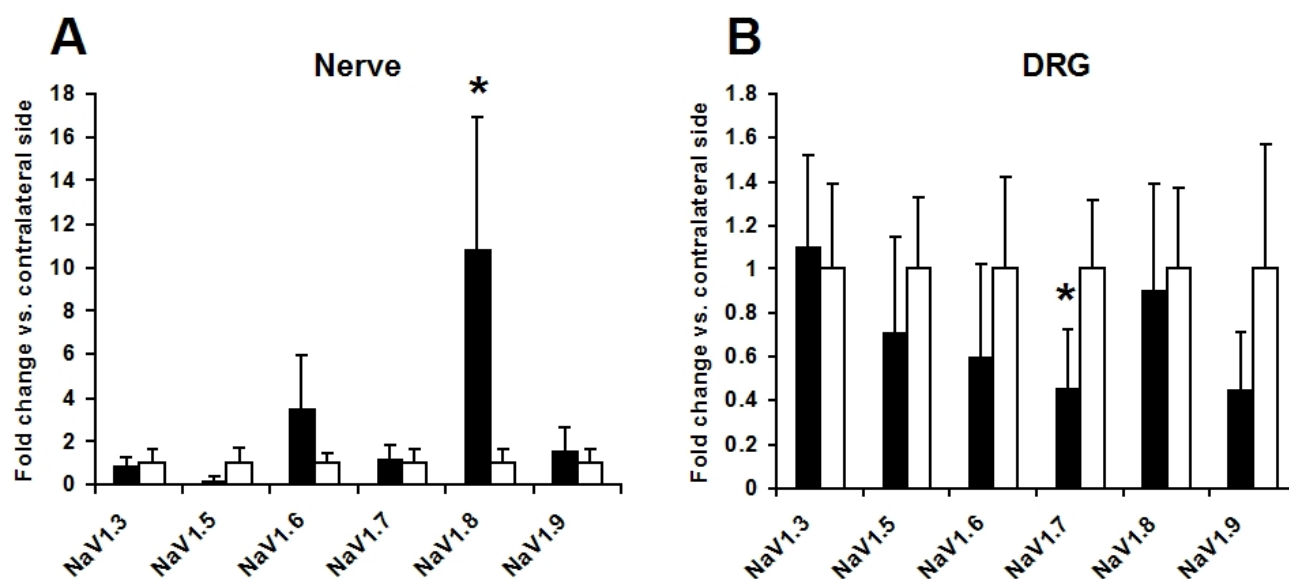 A
Nerve
*
Fold change vs. contralateral side
18
16
14
12
10
8
6
4
2
0
NaV1.3
NaV1.5
NaV1.6
NaV1.7
NaV1.8
NaV1.9
B
DRG
*
Fold change vs. contralateral side
1.8
1.6
1.4
1.2
1
0.8
0.6
0.4
0.2
0
NaV1.3
NaV1.5
NaV1.6
NaV1.7
NaV1.8
NaV1.9